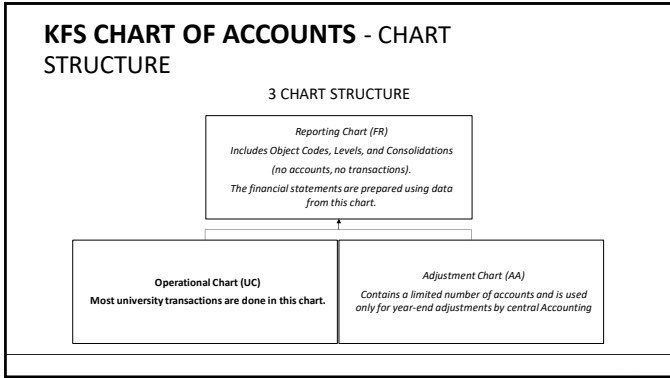 KFS CHART OF ACCOUNTS - CHART
STRUCTURE
3 CHART STRUCTURE
Reporting Chart (FR)
Includes Object Codes, Levels, and Consolidations
(no accounts, no transactions).
The financial statements are prepared using data
from this chart.
Operational Chart (UC)
Most university transactions are done in this chart.
Adjustment Chart (AA)
Contains a limited number of accounts and is used
only for year-end adjustments by central Accounting